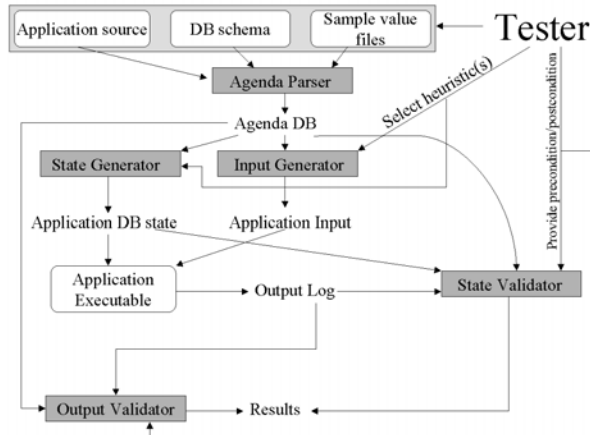 Application source
DB schema
Sample value
files
Tester
Agenda Parser
Select heuristic(s)
Agenda DB
Provide precondition/postcondition
State Generator
Input Generator
Application DB state
Application Input
Application
Executable
Output Log
State Validator
Output Validator
Results